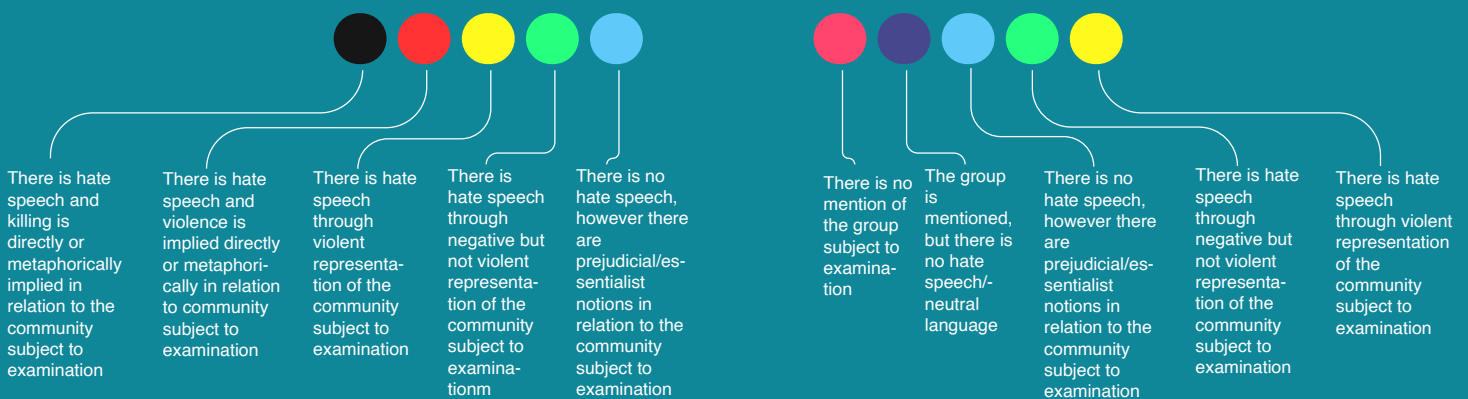 There is hate
speech and
killing is
directly or
metaphorically
implied in
relation to the
community
subject to
examination
There is hate
speech and
violence is
implied directly
or metaphori-
cally in relation
to community
subject to
examination
There is hate
speech
through
violent
representa-
tion of the
community
subject to
examination
There is
hate speech
through
negative but
not violent
representa-
tion of the
community
subject to
examina-
tionm
There is no
hate speech,
however there
are
prejudicial/es-
sentialist
notions in
relation to the
community
subject to
examination
There is no
mention of
the group
subject to
examina-
tion
The group
is
mentioned,
but there is
no hate
speech/-
neutral
language
There is no
hate speech,
however there
are
prejudicial/es-
sentialist
notions in
relation to the
community
subject to
examination
There is hate
speech
through
negative but
not violent
representa-
tion of the
community
subject to
examination
There is hate
speech
through violent
representation
of the
community
subject to
examination